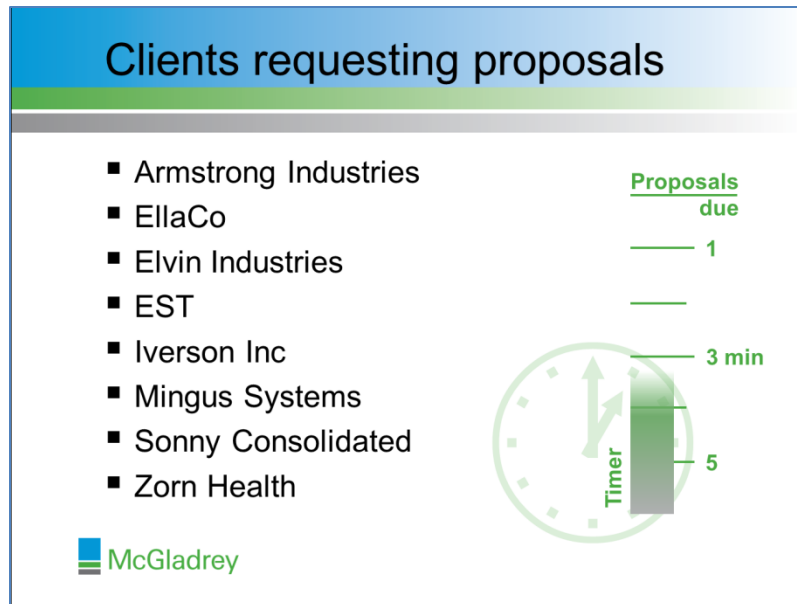 Clients requesting proposals
Armstrong Industries
EllaCo
Elvin Industries
EST
Iverson Inc
Mingus Systems
Sonny Consolidated
Zorn Health
Proposals
due
1
3 min
5
Timer
McGladrey